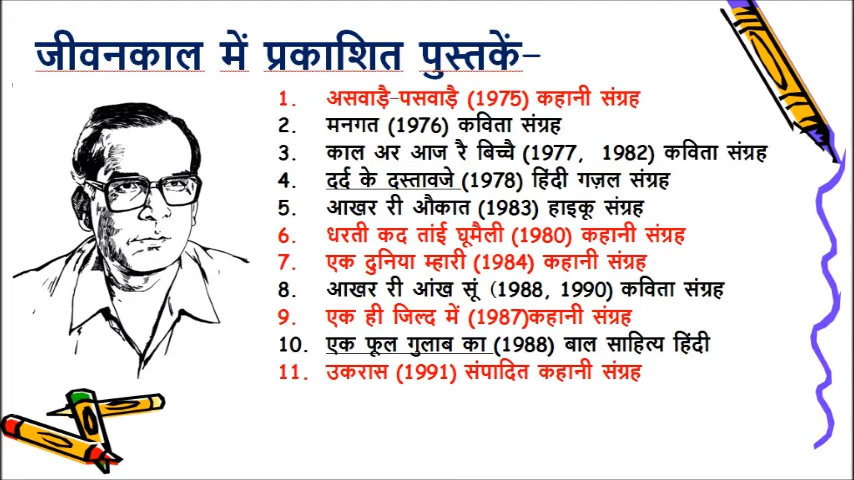 जीवनकाल में प्रकाशित पुस्तकें-
1. असवाड़ै-पसवाड़ै (1975) कहानी संग्रह
2. मनगत (1976) कविता संग्रह
3. काल अर आज रै बिच्चै (1977, 1982) कविता संग्रह
4. दर्द के दस्तावजे (1978) हिंदी गज़ल संग्रह
5. आखर री औकात (1983) हाइकू संग्रह
6. धरती कद तांई घूमैली (1980) कहानी संग्रह
7. एक दुनिया म्हारी (1984) कहानी संग्रह
8. आखर री आंख सूं (1988, 1990) कविता संग्रह
9. एक ही जिल्द में (1987)कहानी संग्रह
10. एक फूल गुलाब का (1988) बाल साहित्य हिंदी
11. उकरास (1991) संपादित कहानी संग्रह